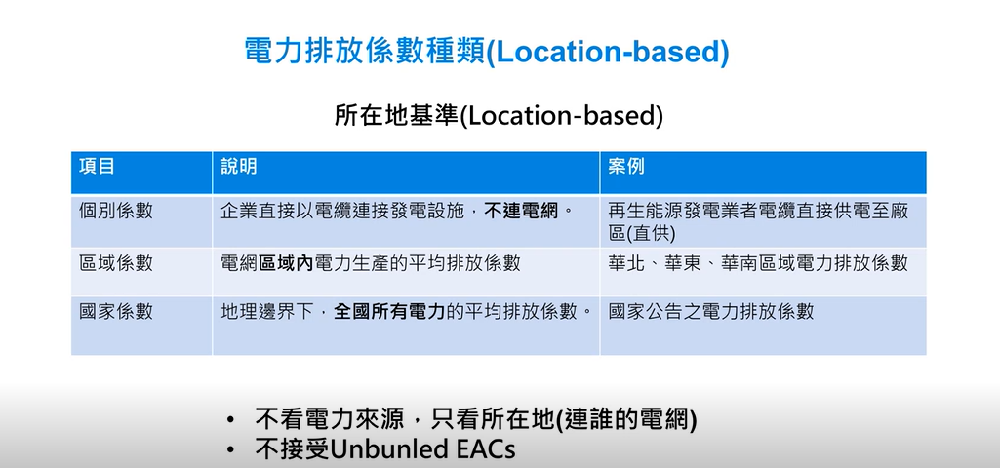 電力排放係數種類(Location-based)
所在地基準(Location-based)
項目 說明 案例
個別係數 企業直接以電纜連接發電設施，不連電網。 再生能源發電業者電纜直接供電至廠
區(直供)
區域係數 電網區域內電力生產的平均排放係數 華北、華東、華南區域電力排放係數
國家係數 地理邊界下，全國所有電力的平均排放係數。 國家公告之電力排放係數
• 不看電力來源，只看所在地(連誰的電網)
• 不接受Unbunled EACs